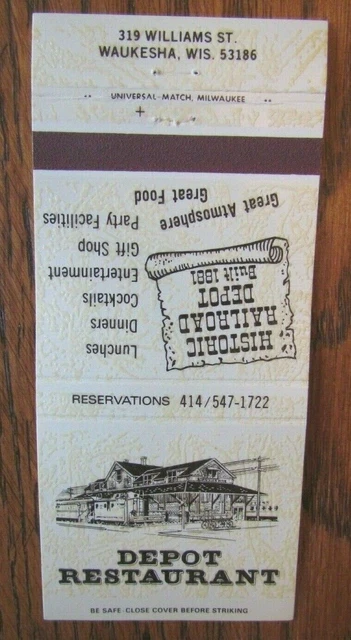 319 WILLIAMS ST.
WAUKESHA, WIS. 53186
UNIVERSAL MATCH, MILWAUKEE
Great Atmosphere
Great Food
HISTORIC
RAILROAD
DEPOT
Built 1881
Lunches
Dinners
Cocktails
Entertainment
Gift Shop
Party Facilities
RESERVATIONS 414/547-1722
DEPOT
RESTAURANT
BE SAFE-CLOSE COVER BEFORE STRIKING